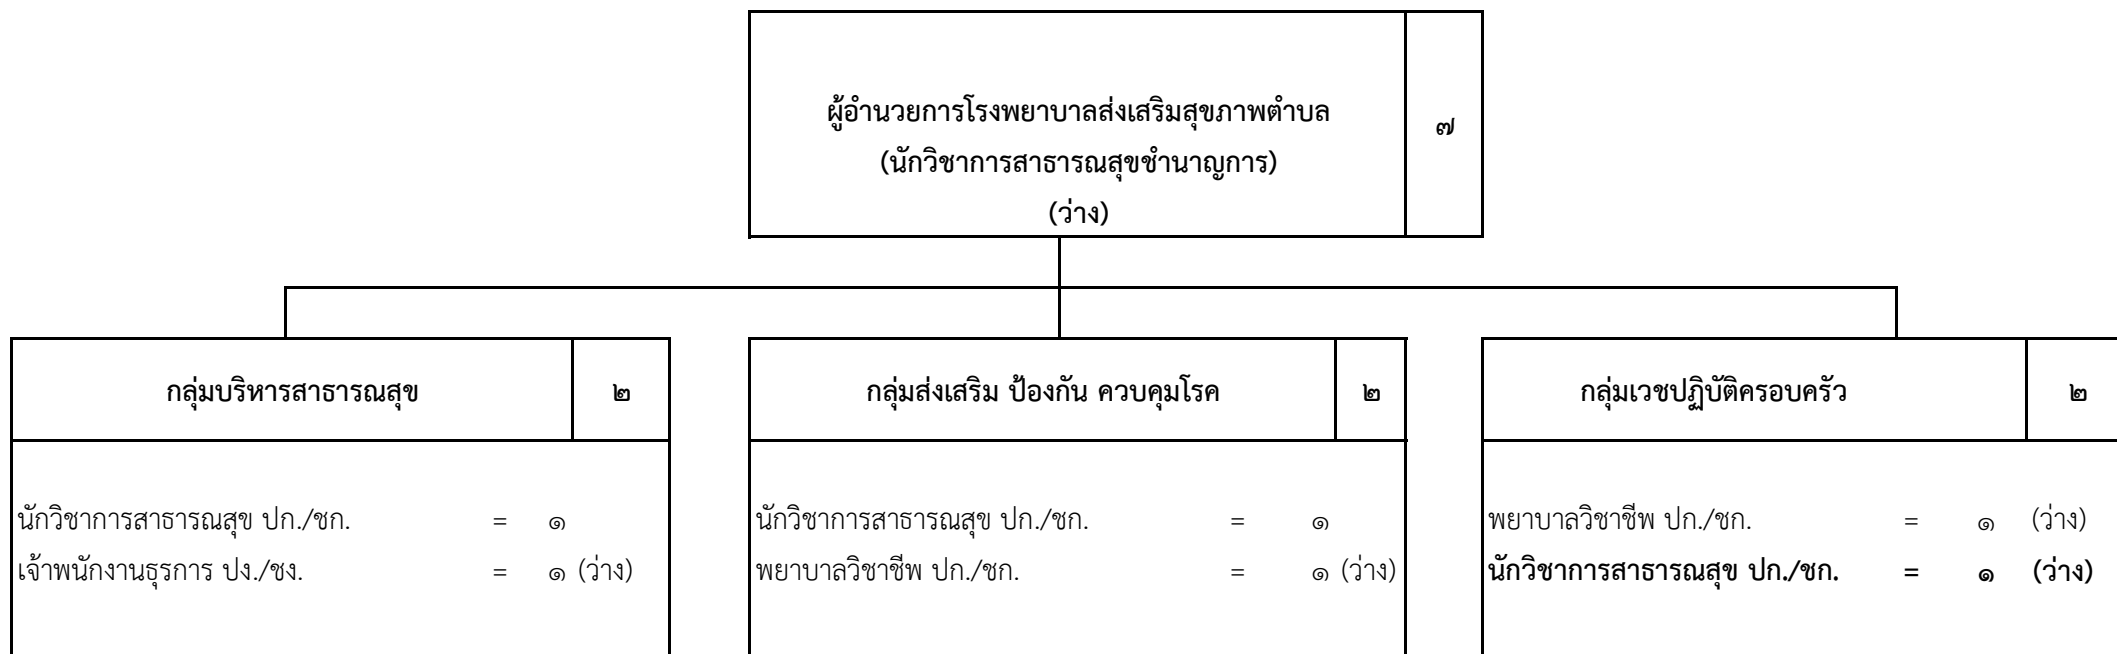 ผู้อำนวยการโรงพยาบาลส่งเสริมสุขภาพตำบล
(นักวิชาการสาธารณสุขชำนาญการ)
(ว่าง)
๗
กลุ่มบริหารสาธารณสุข ๒
นักวิชาการสาธารณสุข ปก./ชก. = ๑
เจ้าพนักงานธุรการ ปง./ชง. = ๑ (ว่าง)
กลุ่มส่งเสริม ป้องกัน ควบคุมโรค ๒
นักวิชาการสาธารณสุข ปก./ชก. = ๑
พยาบาลวิชาชีพ ปก./ชก. = ๑ (ว่าง)
กลุ่มเวชปฏิบัติครอบครัว ๒
พยาบาลวิชาชีพ ปก./ชก. = ๑ (ว่าง)
นักวิชาการสาธารณสุข ปก./ชก. = ๑ (ว่าง)